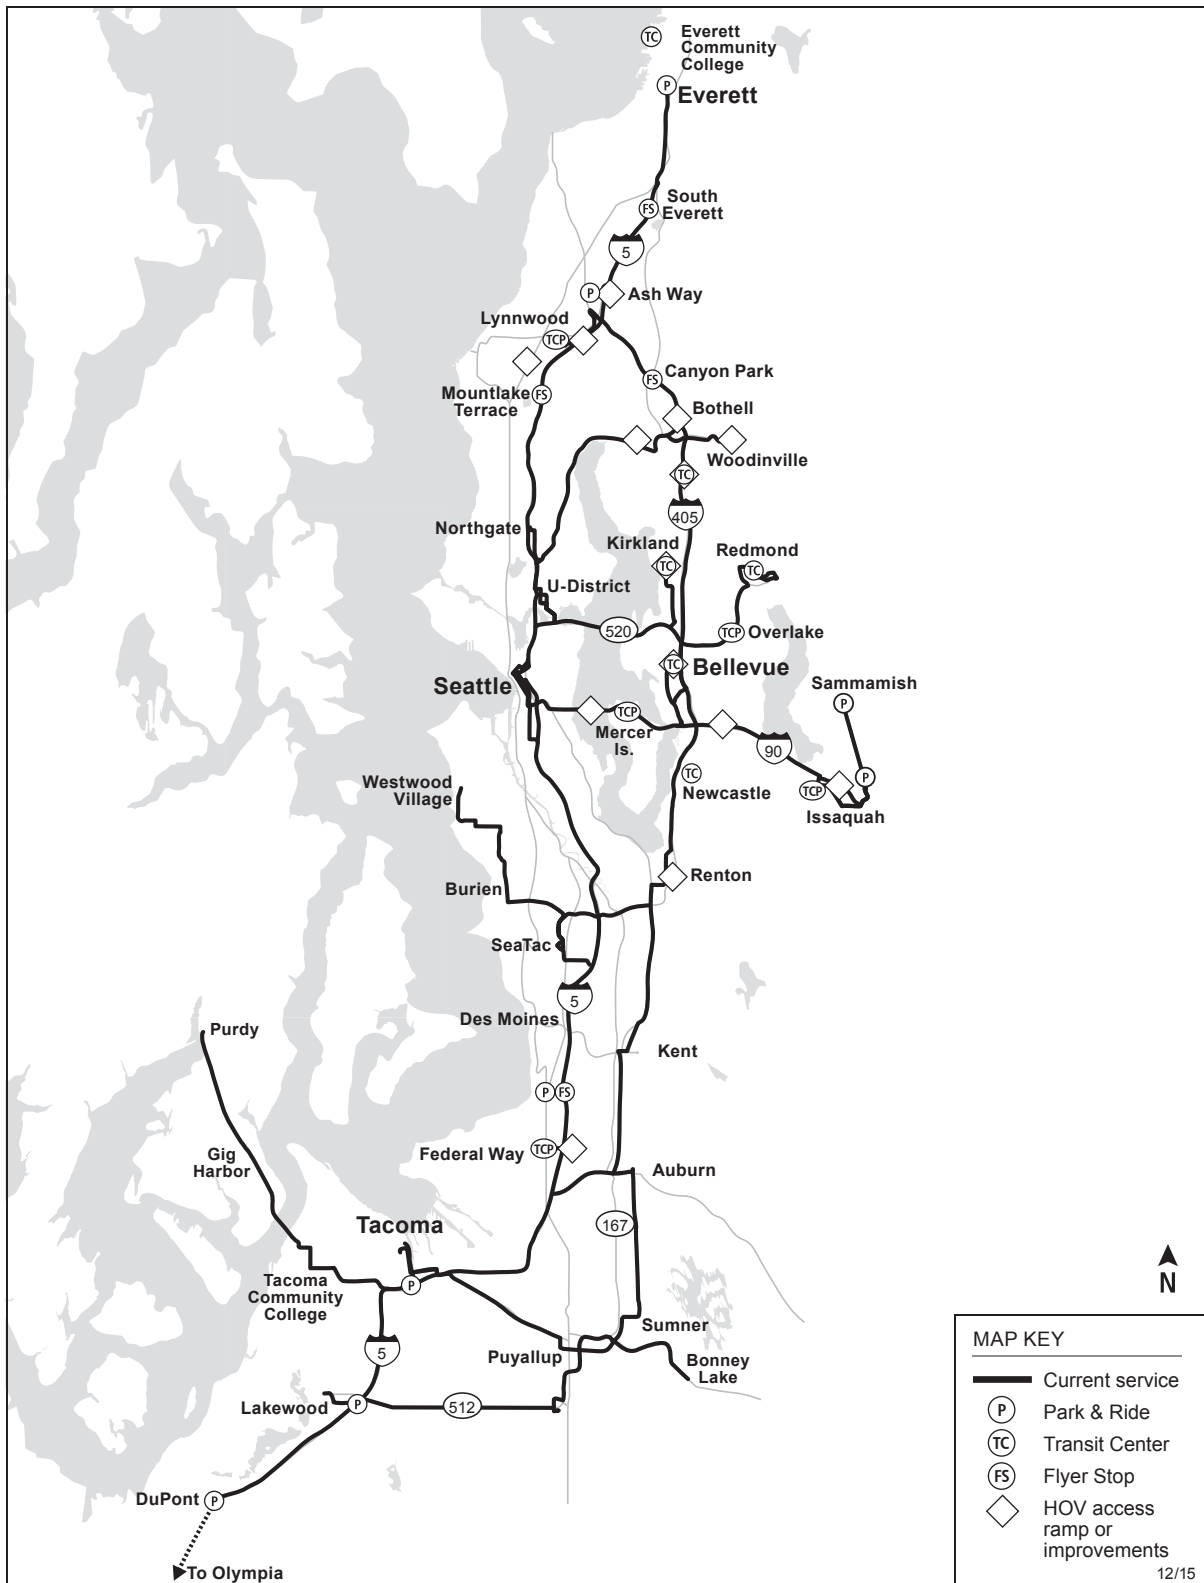 TC
Everett
Community
College
P
Everett
South
Everett
FS
5
P
Ash Way
Lynnwood
TCP
Canyon Park
FS
Mountlake
Terrace
FS
Bothell
Woodinville
TC
405
Northgate
Kirkland
TC
Redmond
TC
U-District
520
TCP
Overlake
TC
Bellevue
Seattle
Sammamish
P
TCP
Mercer
Is.
90
Westwood
Village
TC
Newcastle
P
TCP
Issaquah
Renton
Burien
SeaTac
5
Des Moines
Purdy
Kent
P
FS
Federal Way
TCP
Gig
Harbor
Auburn
Tacoma
167
Tacoma
Community
College
P
N
Sumner
5
Puyallup
Bonney
Lake
Lakewood
P
512
DuPont
P
To Olympia
MAP KEY
Current service
P
Park & Ride
TC
Transit Center
FS
Flyer Stop
HOV access
ramp or
improvements
12/15